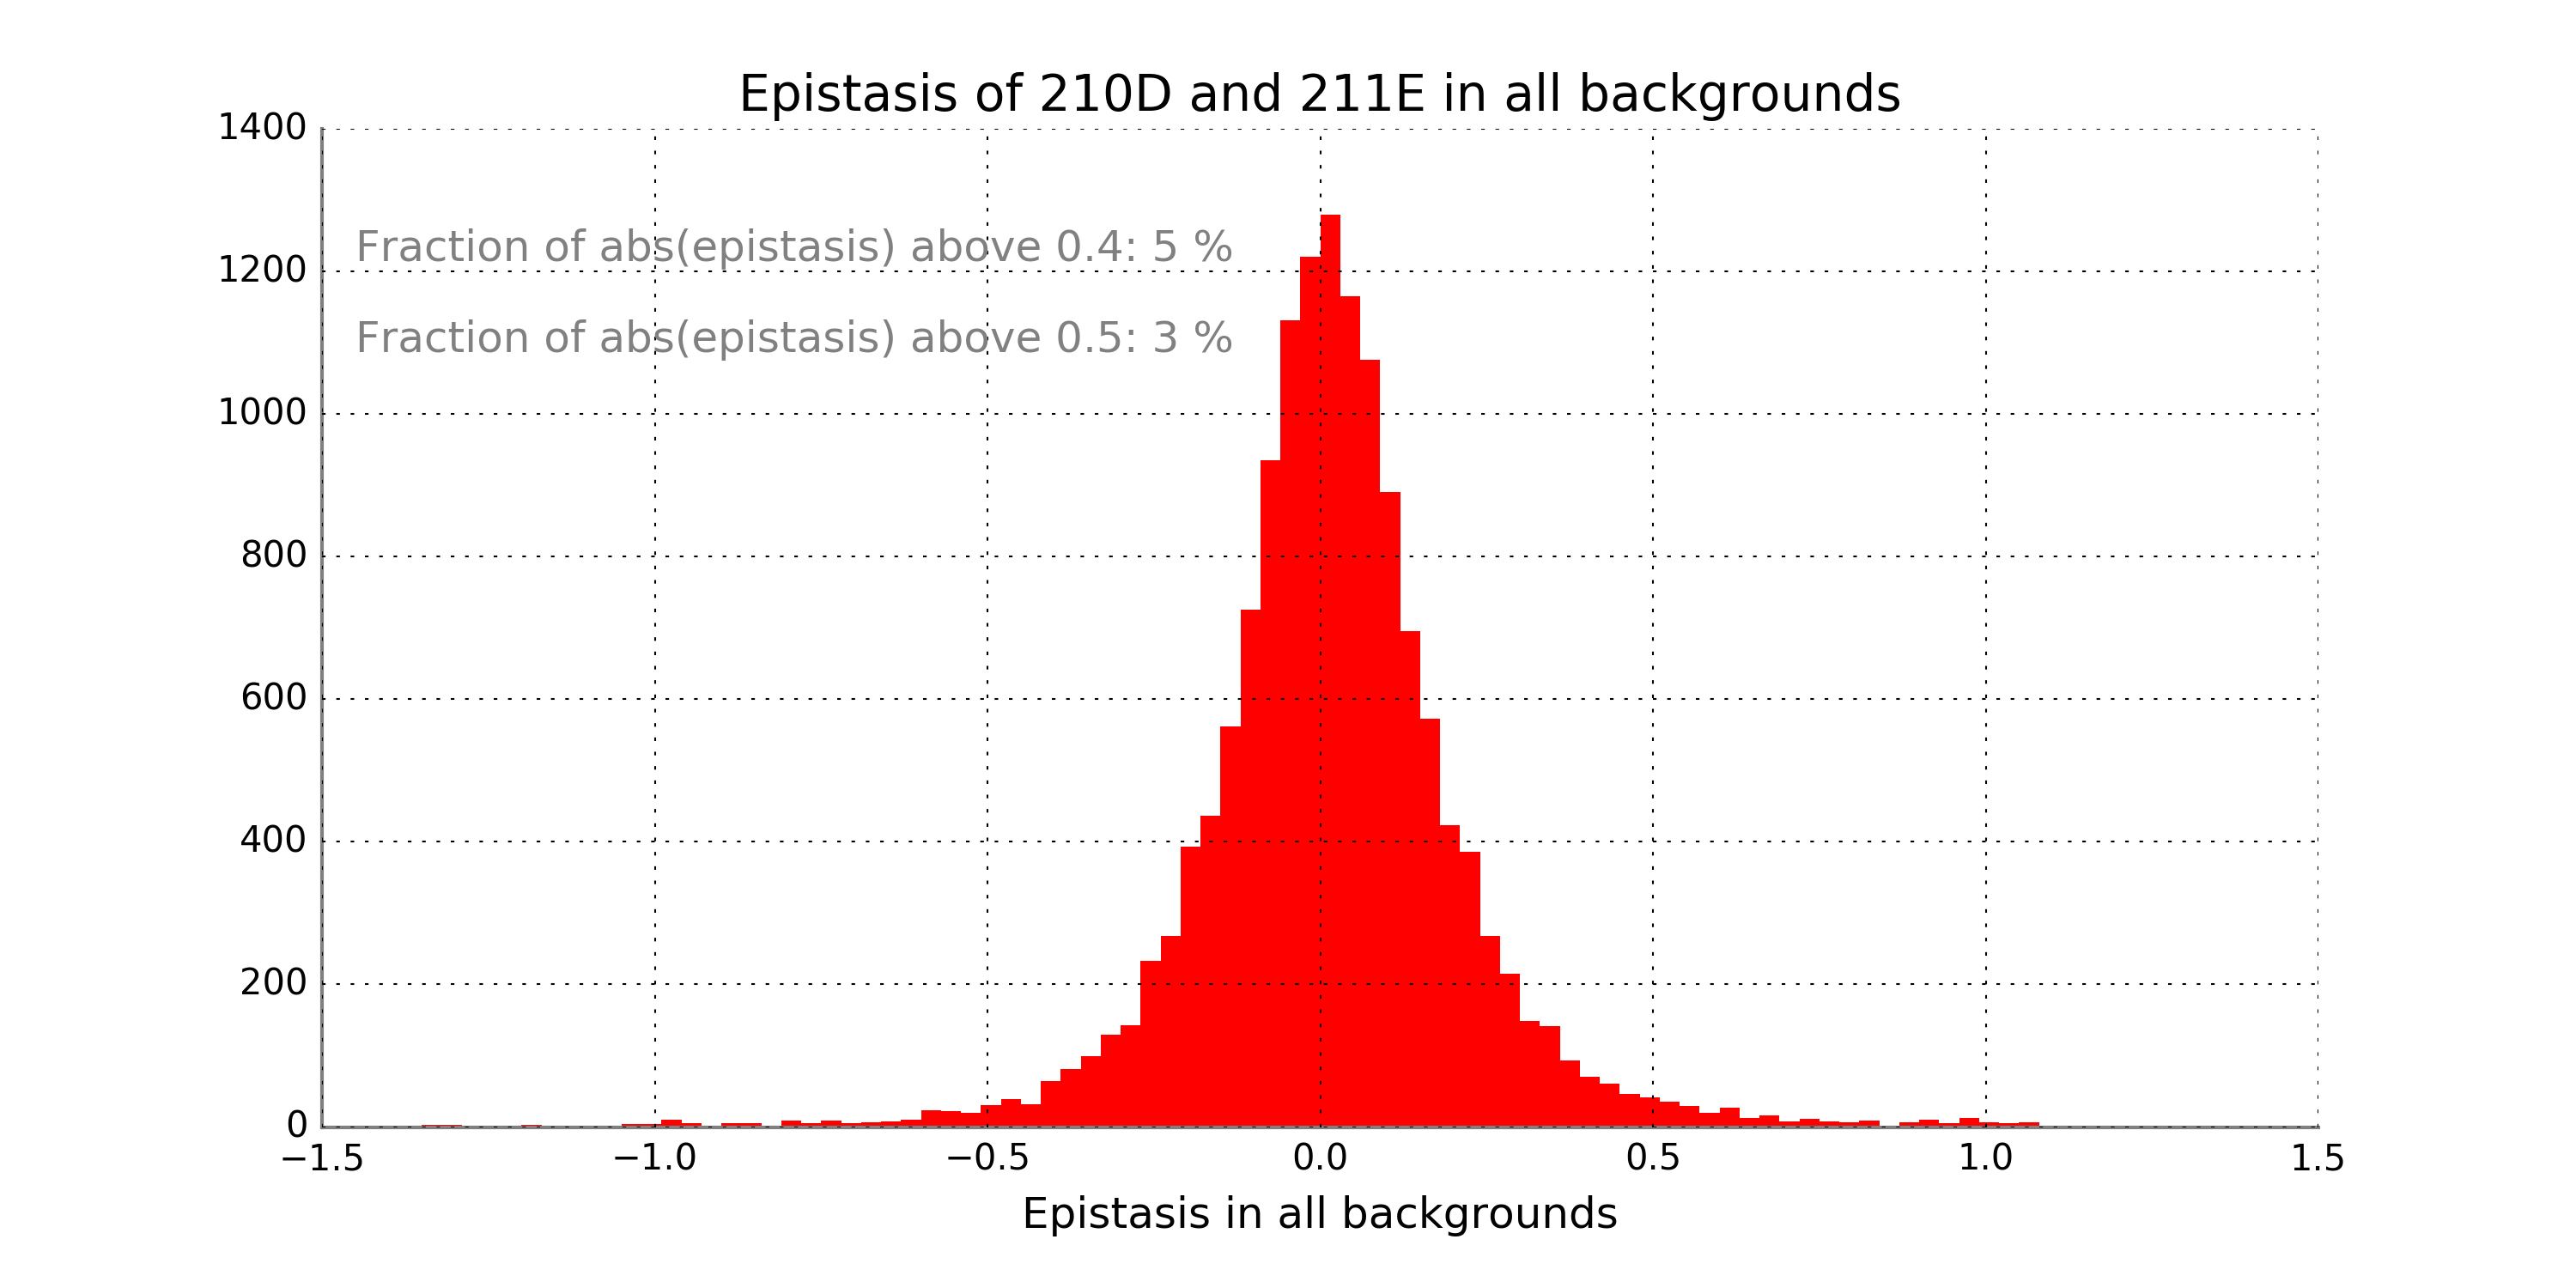 Epistasis of 210D and 211E in all backgrounds
1400
Fraction of abs(epistasis) above 0.4: 5 %
1200
Fraction of abs(epistasis) above 0.5: 3 %
1000
800
600
400
200
0
−1.5 −1.0 −0.5 0.0 0.5 1.0 1.5
Epistasis in all backgrounds